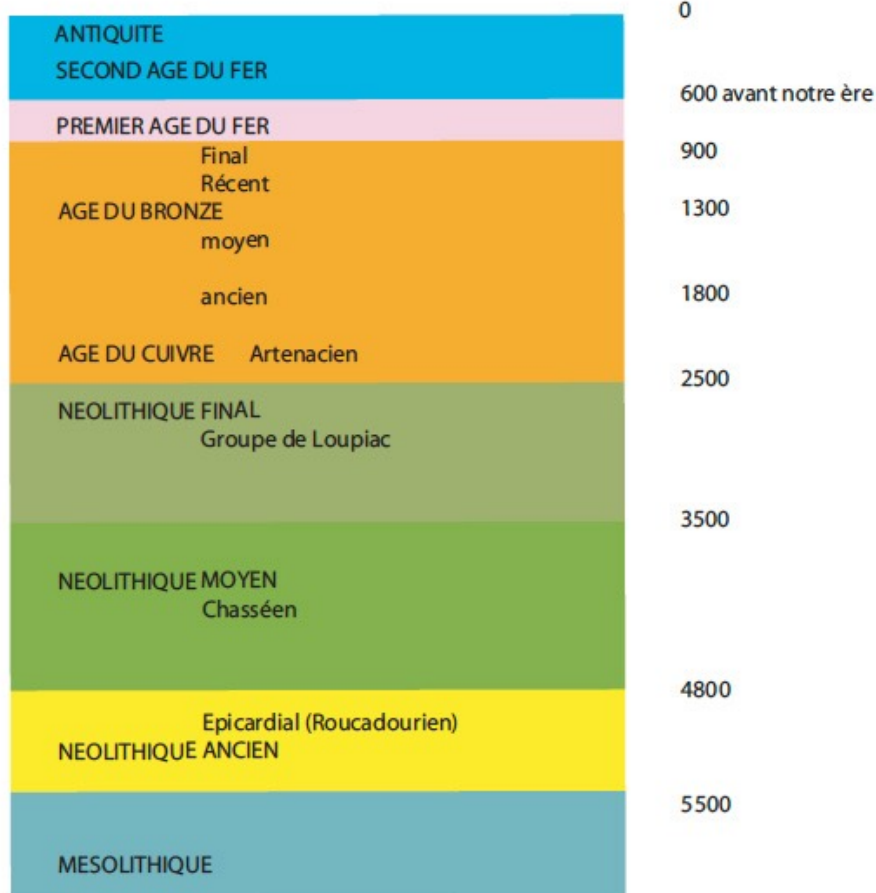 0
ANTIQUITE
SECOND AGE DU FER
600 avant notre ère
PREMIER AGE DU FER
900
Final
Récent
AGE DU BRONZE
1300
moyen
ancien
1800
AGE DU CUIVRE Artenacien
2500
NEOLITHIQUE FINAL
Groupe de Loupiac
3500
NEOLITHIQUE MOYEN
Chasséen
4800
Epicardial (Roucadourien)
NEOLITHIQUE ANCIEN
5500
MESOLITHIQUE